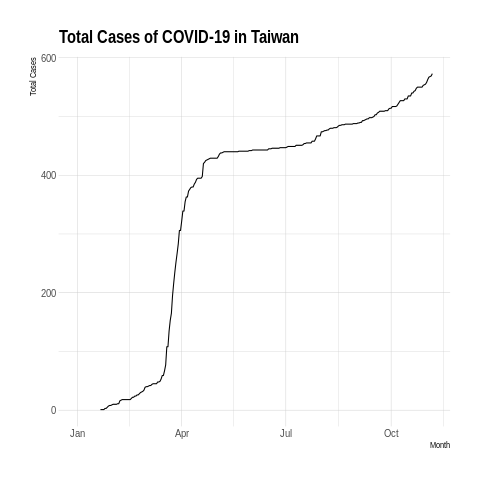 Total Cases of COVID-19 in Taiwan
Total Cases
600
400
200
0
Jan Apr Jul Oct
Month